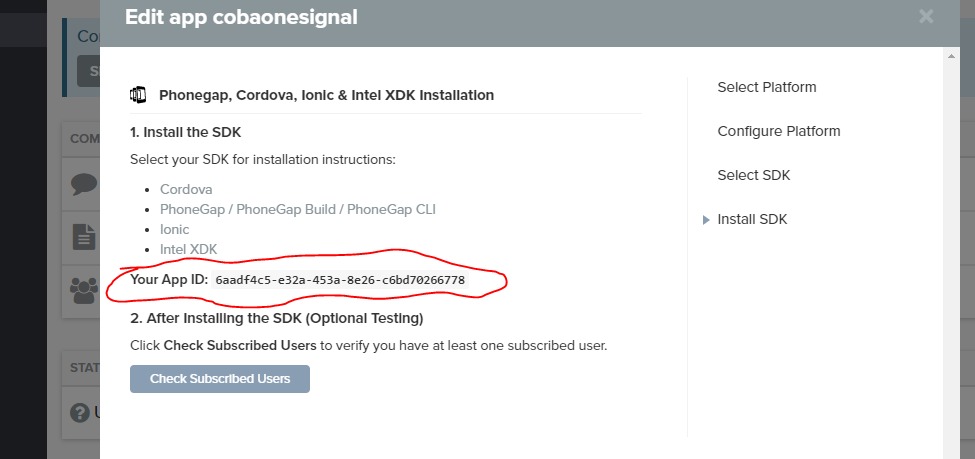 Edit app cobaonesignal
×
Co
S
COM
STAT
U
Phonegap, Cordova, Ionic & Intel XDK Installation
1. Install the SDK
Select your SDK for installation instructions:
• Cordova
• PhoneGap / PhoneGap Build / PhoneGap CLI
• Ionic
• Intel XDK
Your App ID: 6aadf4c5-e32a-453a-8e26-c6bd70266778
2. After Installing the SDK (Optional Testing)
Click Check Subscribed Users to verify you have at least one subscribed user.
Check Subscribed Users
Select Platform
Configure Platform
Select SDK
Install SDK